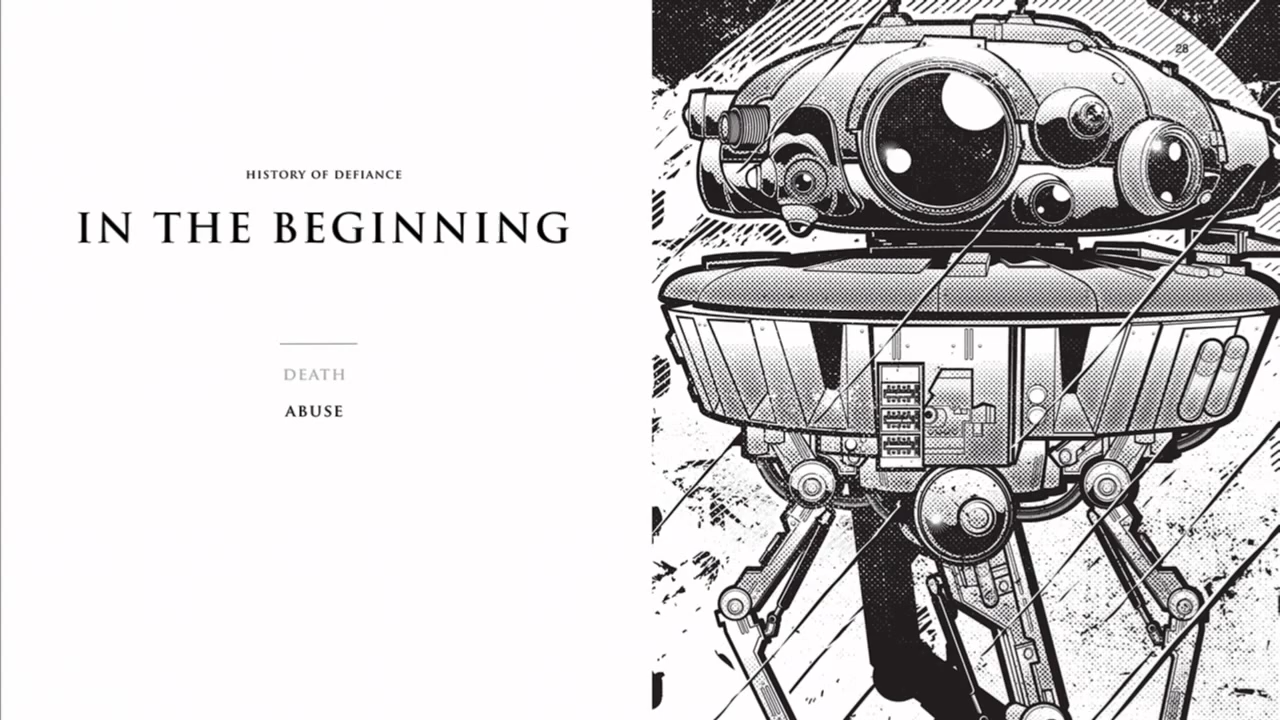 HISTORY OF DEFIANCE
IN THE BEGINNING
DEATH
ABUSE
28